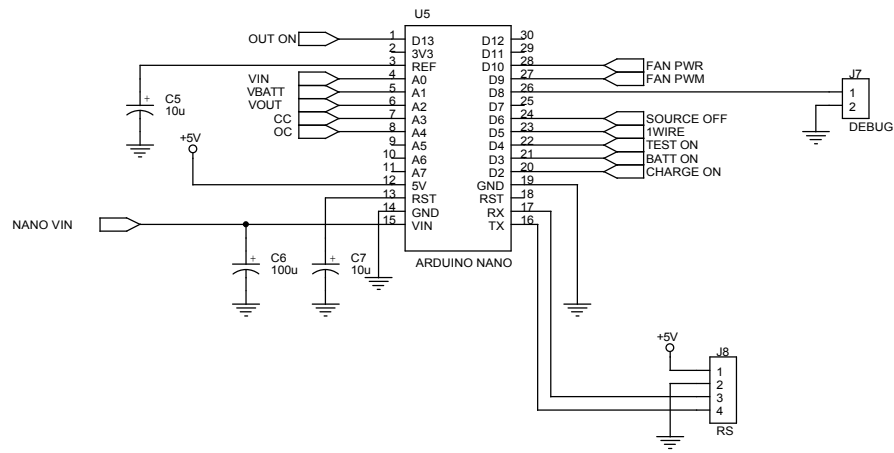 U5
OUT ON 1 D13 D12 30
2 3V3 D11 29
3 REF D10 28 FAN PWR
VIN 4 A0 D9 27 FAN PWM
VBATT 5 A1 D8 26
VOUT 6 A2 D7 25
CC 7 A3 D6 24 SOURCE OFF
OC 8 A4 D5 23 1WIRE
9 A5 D4 22 TEST ON
10 A6 D3 21 BATT ON
11 A7 D2 20 CHARGE ON
12 5V GND 19
13 RST RST 18
14 GND RX 17
NANO VIN 15 VIN TX 16
ARDUINO NANO
C5
10u
+
+5V
J7
1
2
DEBUG
C6
100u
+
C7
10u
+
+5V
J8
1
2
3
4
RS